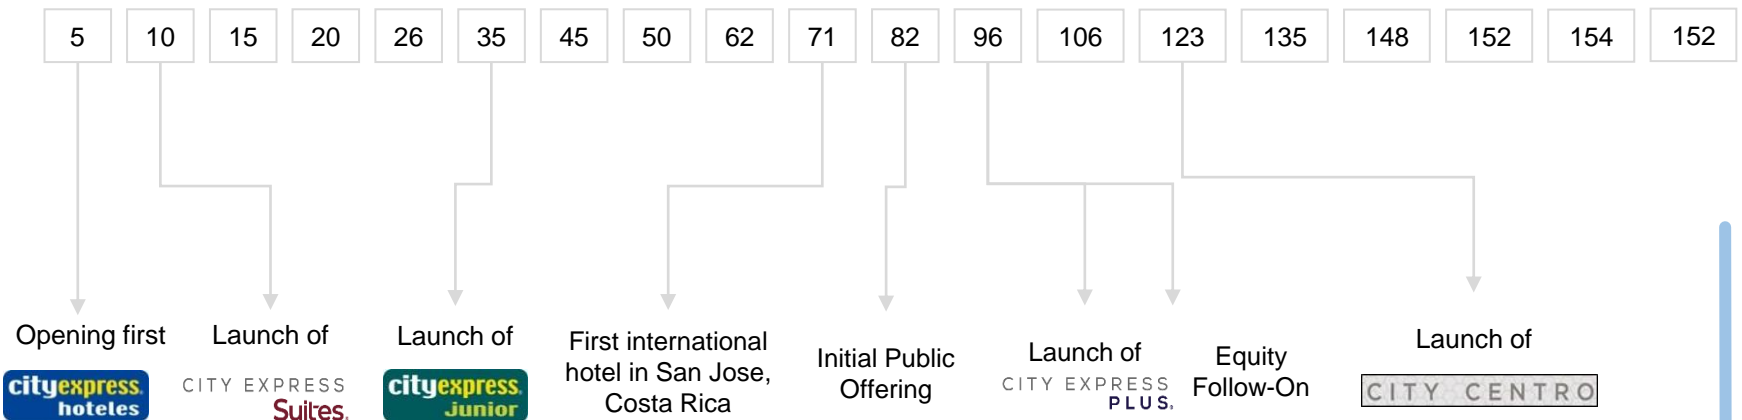 5 10 15 20 26 35 45 50 62 71 82 96 106 123 135 148 152 154 152
Opening first
cityexpress.
hoteles
Launch of
CITY EXPRESS
Suites.
Launch of
cityexpress.
Junior
First international
hotel in San Jose,
Costa Rica
Initial Public
Offering
Launch of
CITY EXPRESS
PLUS.
Equity
Follow-On
Launch of
CITY CENTRO